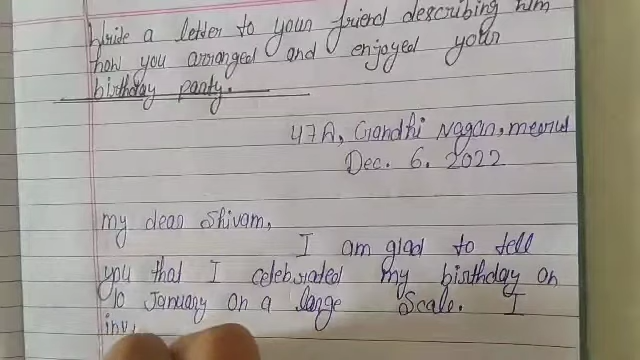 Write a letter to your friend describing him
how you arranged and enjoyed your
birthday party.
47A, Gandhi Nagar, meerut
Dec. 6. 2022
my dear Shivam,
I am glad to tell
you that I celebrated my birthday on
10 January on a large Scale. I
inv